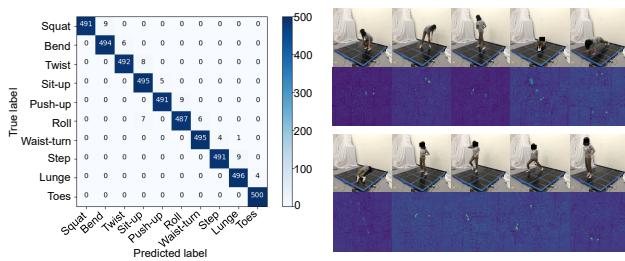 Squat 491 9 0 0 0 0 0 0 0 0
Bend 0 494 6 0 0 0 0 0 0 0
Twist 0 0 492 8 0 0 0 0 0 0
Sit-up 0 0 0 495 5 0 0 0 0 0
Push-up 0 0 0 0 491 9 0 0 0 0
Roll 0 0 0 7 0 487 6 0 0 0
Waist-turn 0 0 0 0 0 0 495 4 1 0
Step 0 0 0 0 0 0 0 491 9 0
Lunge 0 0 0 0 0 0 0 0 496 4
Toes 0 0 0 0 0 0 0 0 0 500
True label
Squat Bend Twist Sit-up Push-up Roll Waist-turn Step Lunge Toes
Predicted label
500
400
300
200
100
0